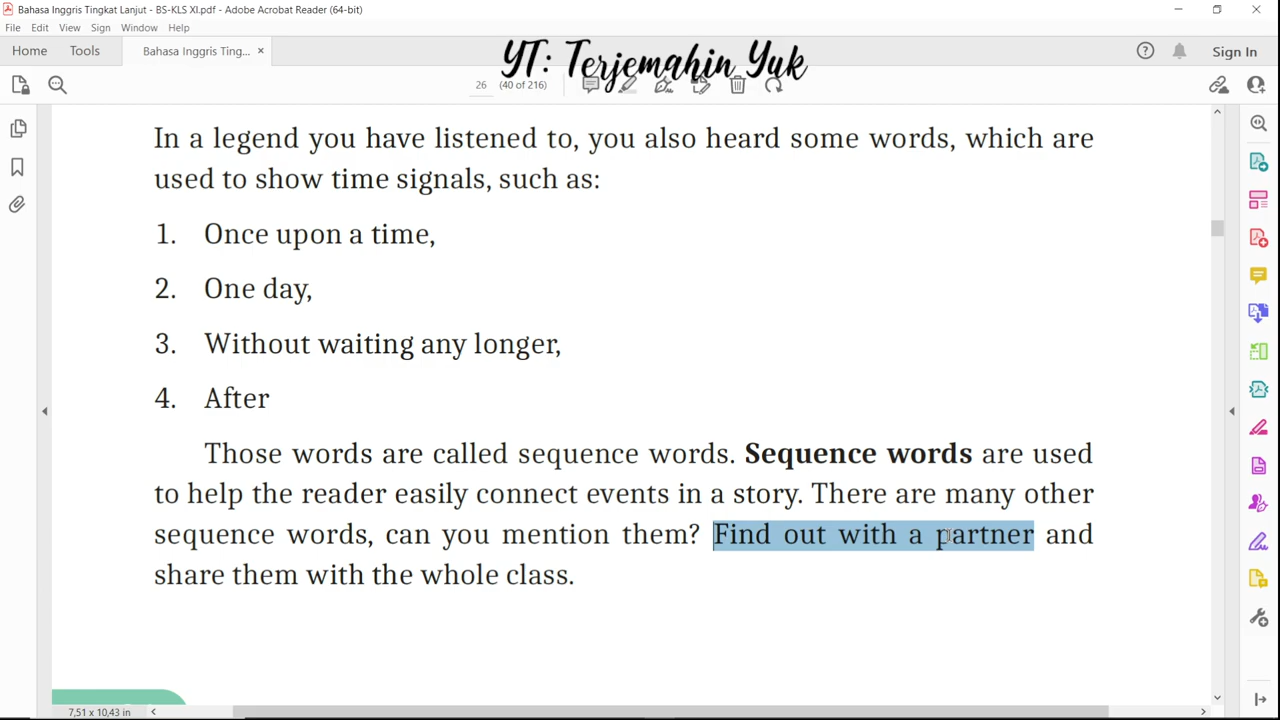 Bahasa Inggris Tingkat Lanjut - BS-KLS XI.pdf - Adobe Acrobat Reader (64-bit)
File Edit View Sign Window Help
Home Tools Bahasa Inggris Ting... × Sign In
YT: Terjemahin Yuk
26 (40 of 216)
In a legend you have listened to, you also heard some words, which are
used to show time signals, such as:
1. Once upon a time,
2. One day,
3. Without waiting any longer,
4. After
Those words are called sequence words. Sequence words are used
to help the reader easily connect events in a story. There are many other
sequence words, can you mention them? Find out with a partner and
share them with the whole class.
7,51 x 10,43 in